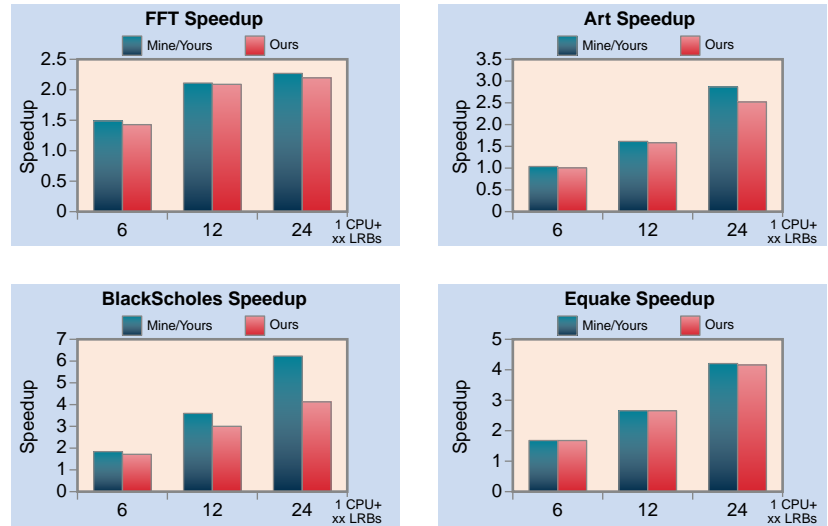 FFT Speedup
Mine/Yours Ours
Speedup
2.5
2.0
1.5
1.0
0.5
0
6 12 24
1 CPU+
xx LRBs
Art Speedup
Mine/Yours Ours
Speedup
3.5
3.0
2.5
2.0
1.5
1.0
0.5
0
6 12 24
1 CPU+
xx LRBs
BlackScholes Speedup
Mine/Yours Ours
Speedup
7
6
5
4
3
2
1
0
6 12 24
1 CPU+
xx LRBs
Equake Speedup
Mine/Yours Ours
Speedup
5
4
3
2
1
0
6 12 24
1 CPU+
xx LRBs